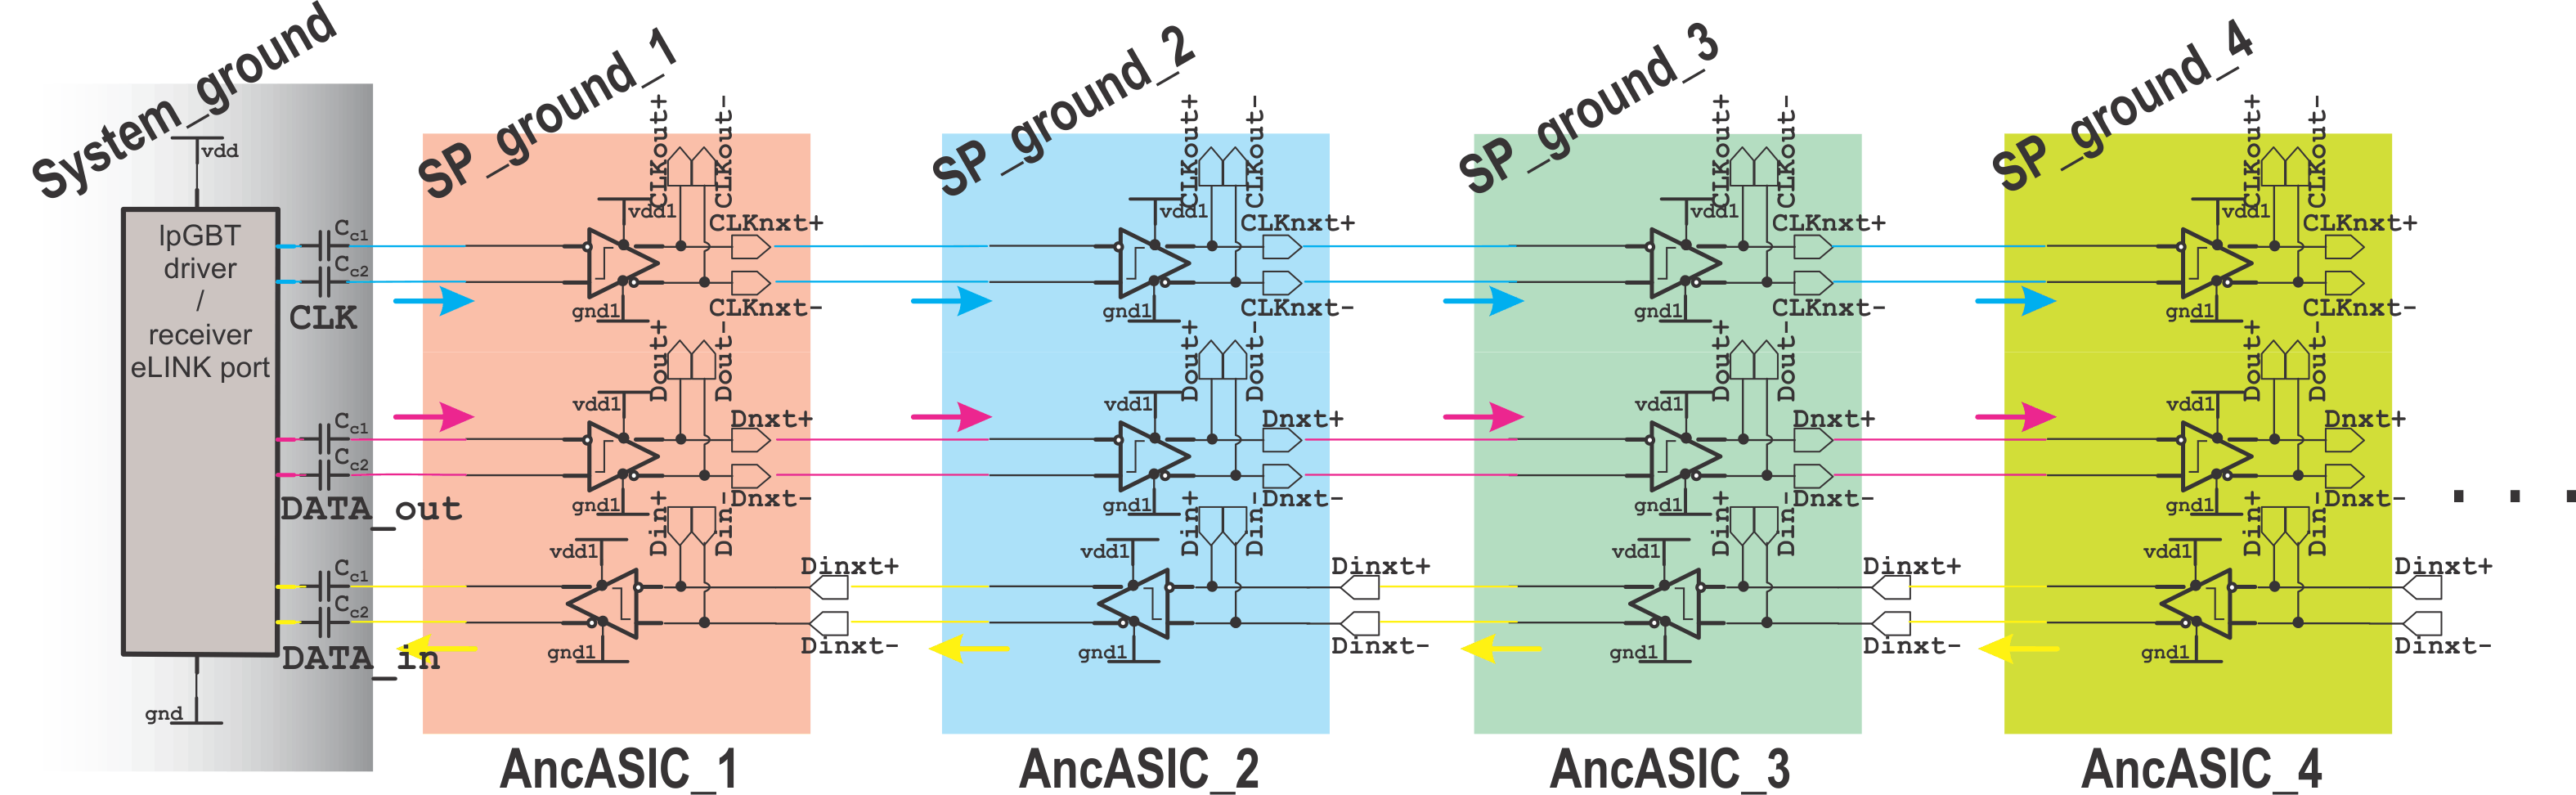 System_ground
SP_ground_1
SP_ground_2
SP_ground_3
SP_ground_4
vdd
lpGBT
driver
/
receiver
eLINK port
gnd
Cc1
Cc2
CLK
Cc1
Cc2
DATA_out
Cc1
Cc2
DATA_in
CLKout+
CLKout-
vdd1
CLKnxt+
CLKnxt-
gnd1
Dout+
Dout-
vdd1
Dnxt+
Dnxt-
gnd1
Din+
Din-
vdd1
Dinxt+
Dinxt-
gnd1
AncASIC_1
CLKout+
CLKout-
vdd1
CLKnxt+
CLKnxt-
gnd1
Dout+
Dout-
vdd1
Dnxt+
Dnxt-
gnd1
Din+
Din-
vdd1
Dinxt+
Dinxt-
gnd1
AncASIC_2
CLKout+
CLKout-
vdd1
CLKnxt+
CLKnxt-
gnd1
Dout+
Dout-
vdd1
Dnxt+
Dnxt-
gnd1
Din+
Din-
vdd1
Dinxt+
Dinxt-
gnd1
AncASIC_3
CLKout+
CLKout-
vdd1
CLKnxt+
CLKnxt-
gnd1
Dout+
Dout-
vdd1
Dnxt+
Dnxt-
gnd1
Din+
Din-
vdd1
Dinxt+
Dinxt-
gnd1
AncASIC_4
. . .